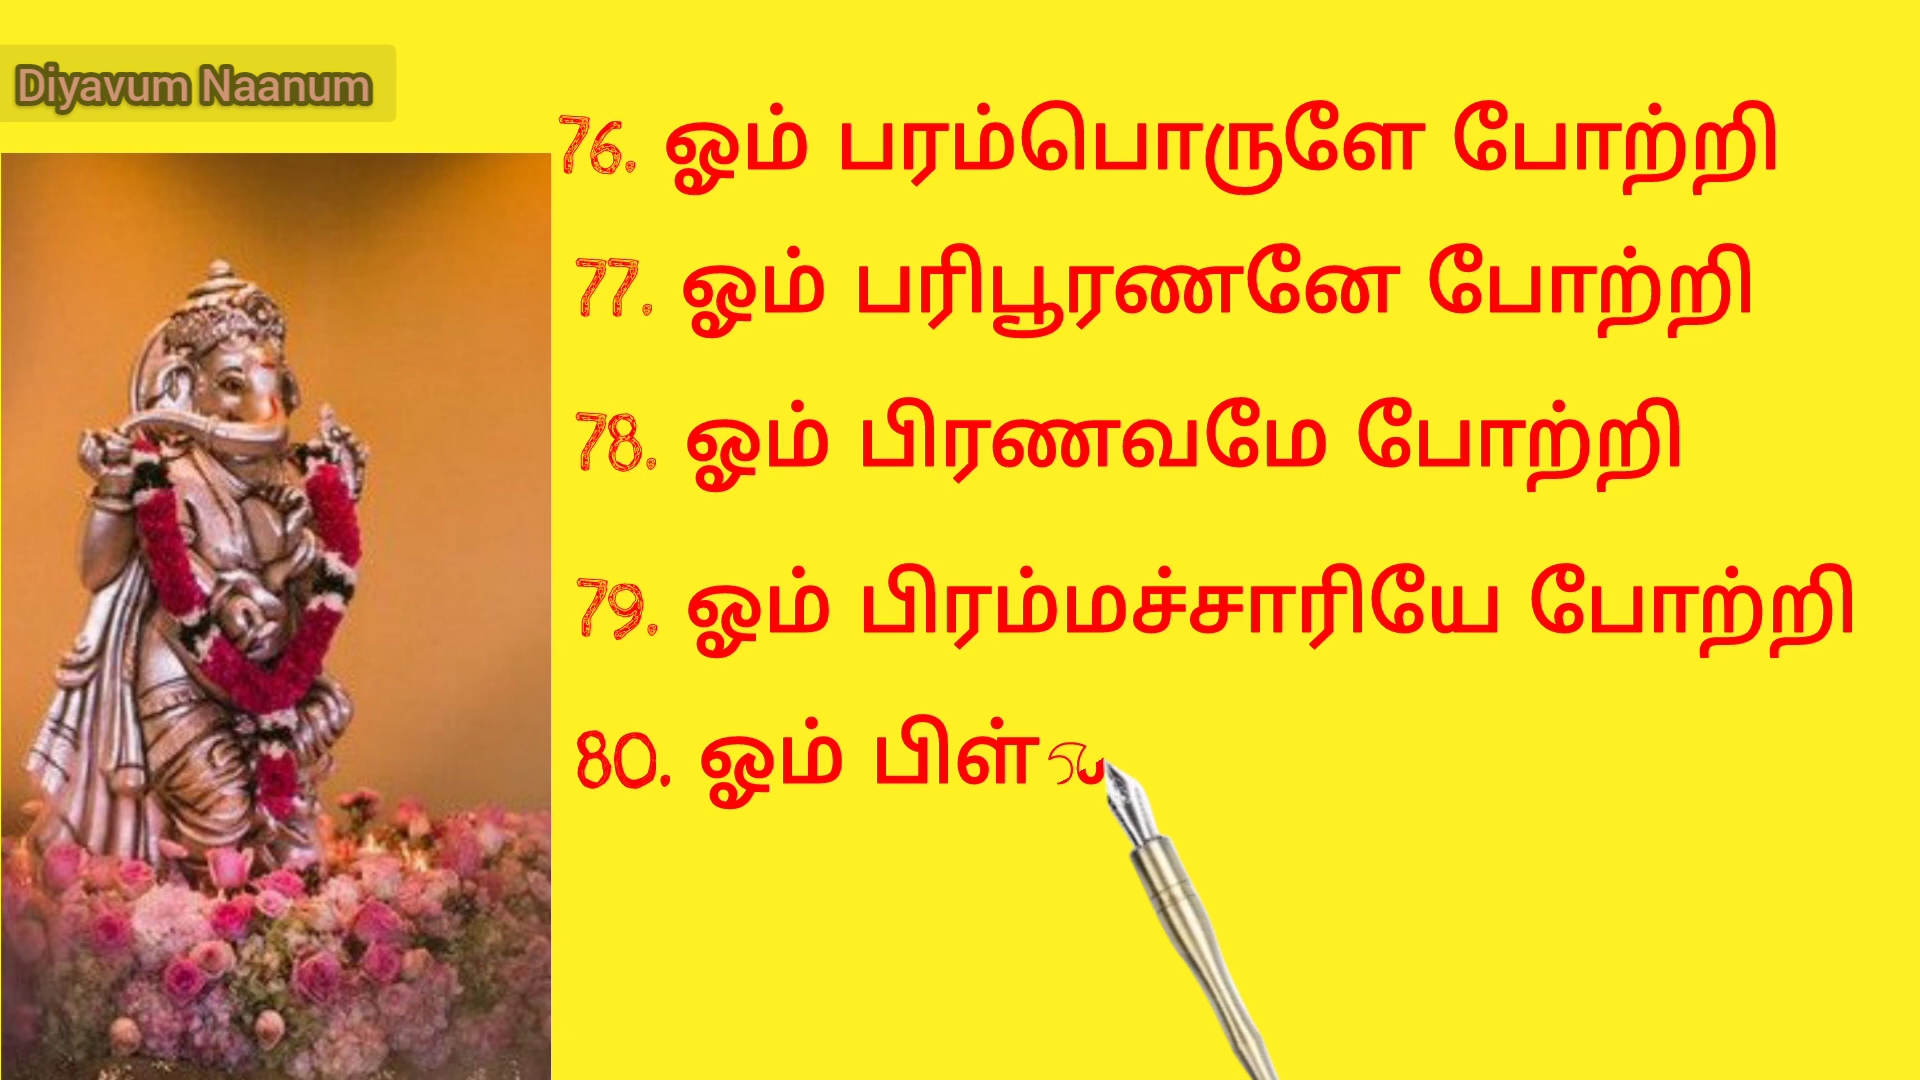 Diyavum Naanum
76. ஓம் பரம்பொருளே போற்றி
77. ஓம் பரிபூரணனே போற்றி
78. ஓம் பிரணவமே போற்றி
79. ஓம் பிரம்மச்சாரியே போற்றி
80. ஓம்